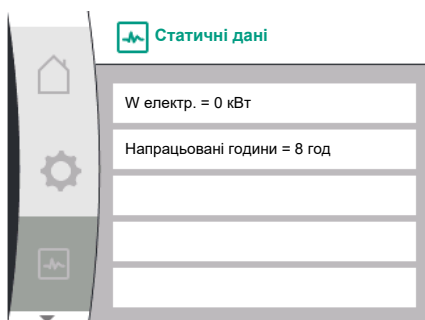 Статичні дані
W електр. = 0 кВт
Напрацьовані години = 8 год